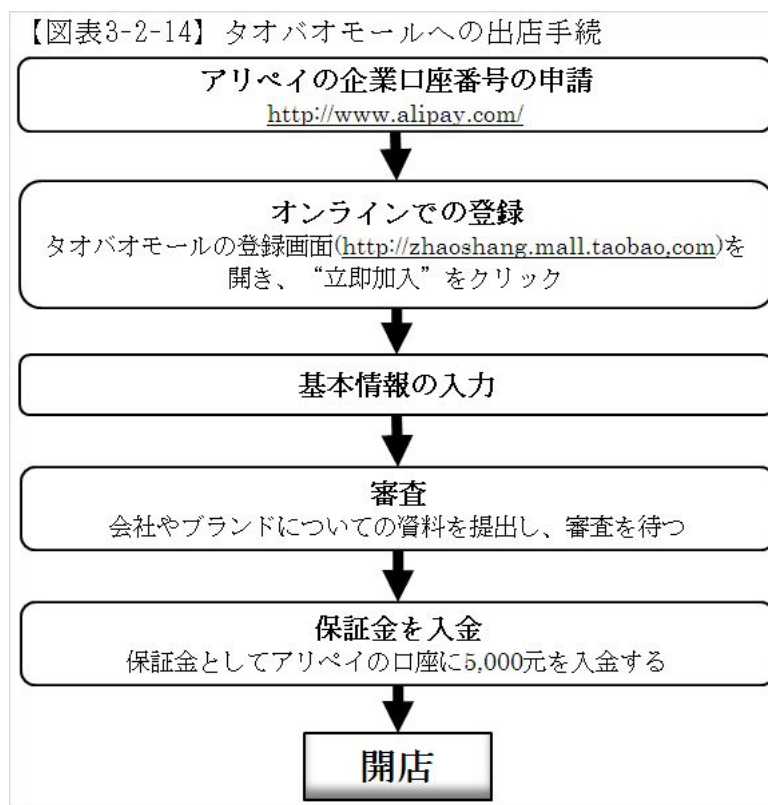 【図表3-2-14】タオバオモールへの出店手続
アリペイの企業口座番号の申請
http://www.alipay.com/
オンラインでの登録
タオバオモールの登録画面(http://zhaoshang.mall.taobao,com)を
開き、“立即加入”をクリック
基本情報の入力
審査
会社やブランドについての資料を提出し、審査を待つ
保証金を入金
保証金としてアリペイの口座に5,000元を入金する
開店